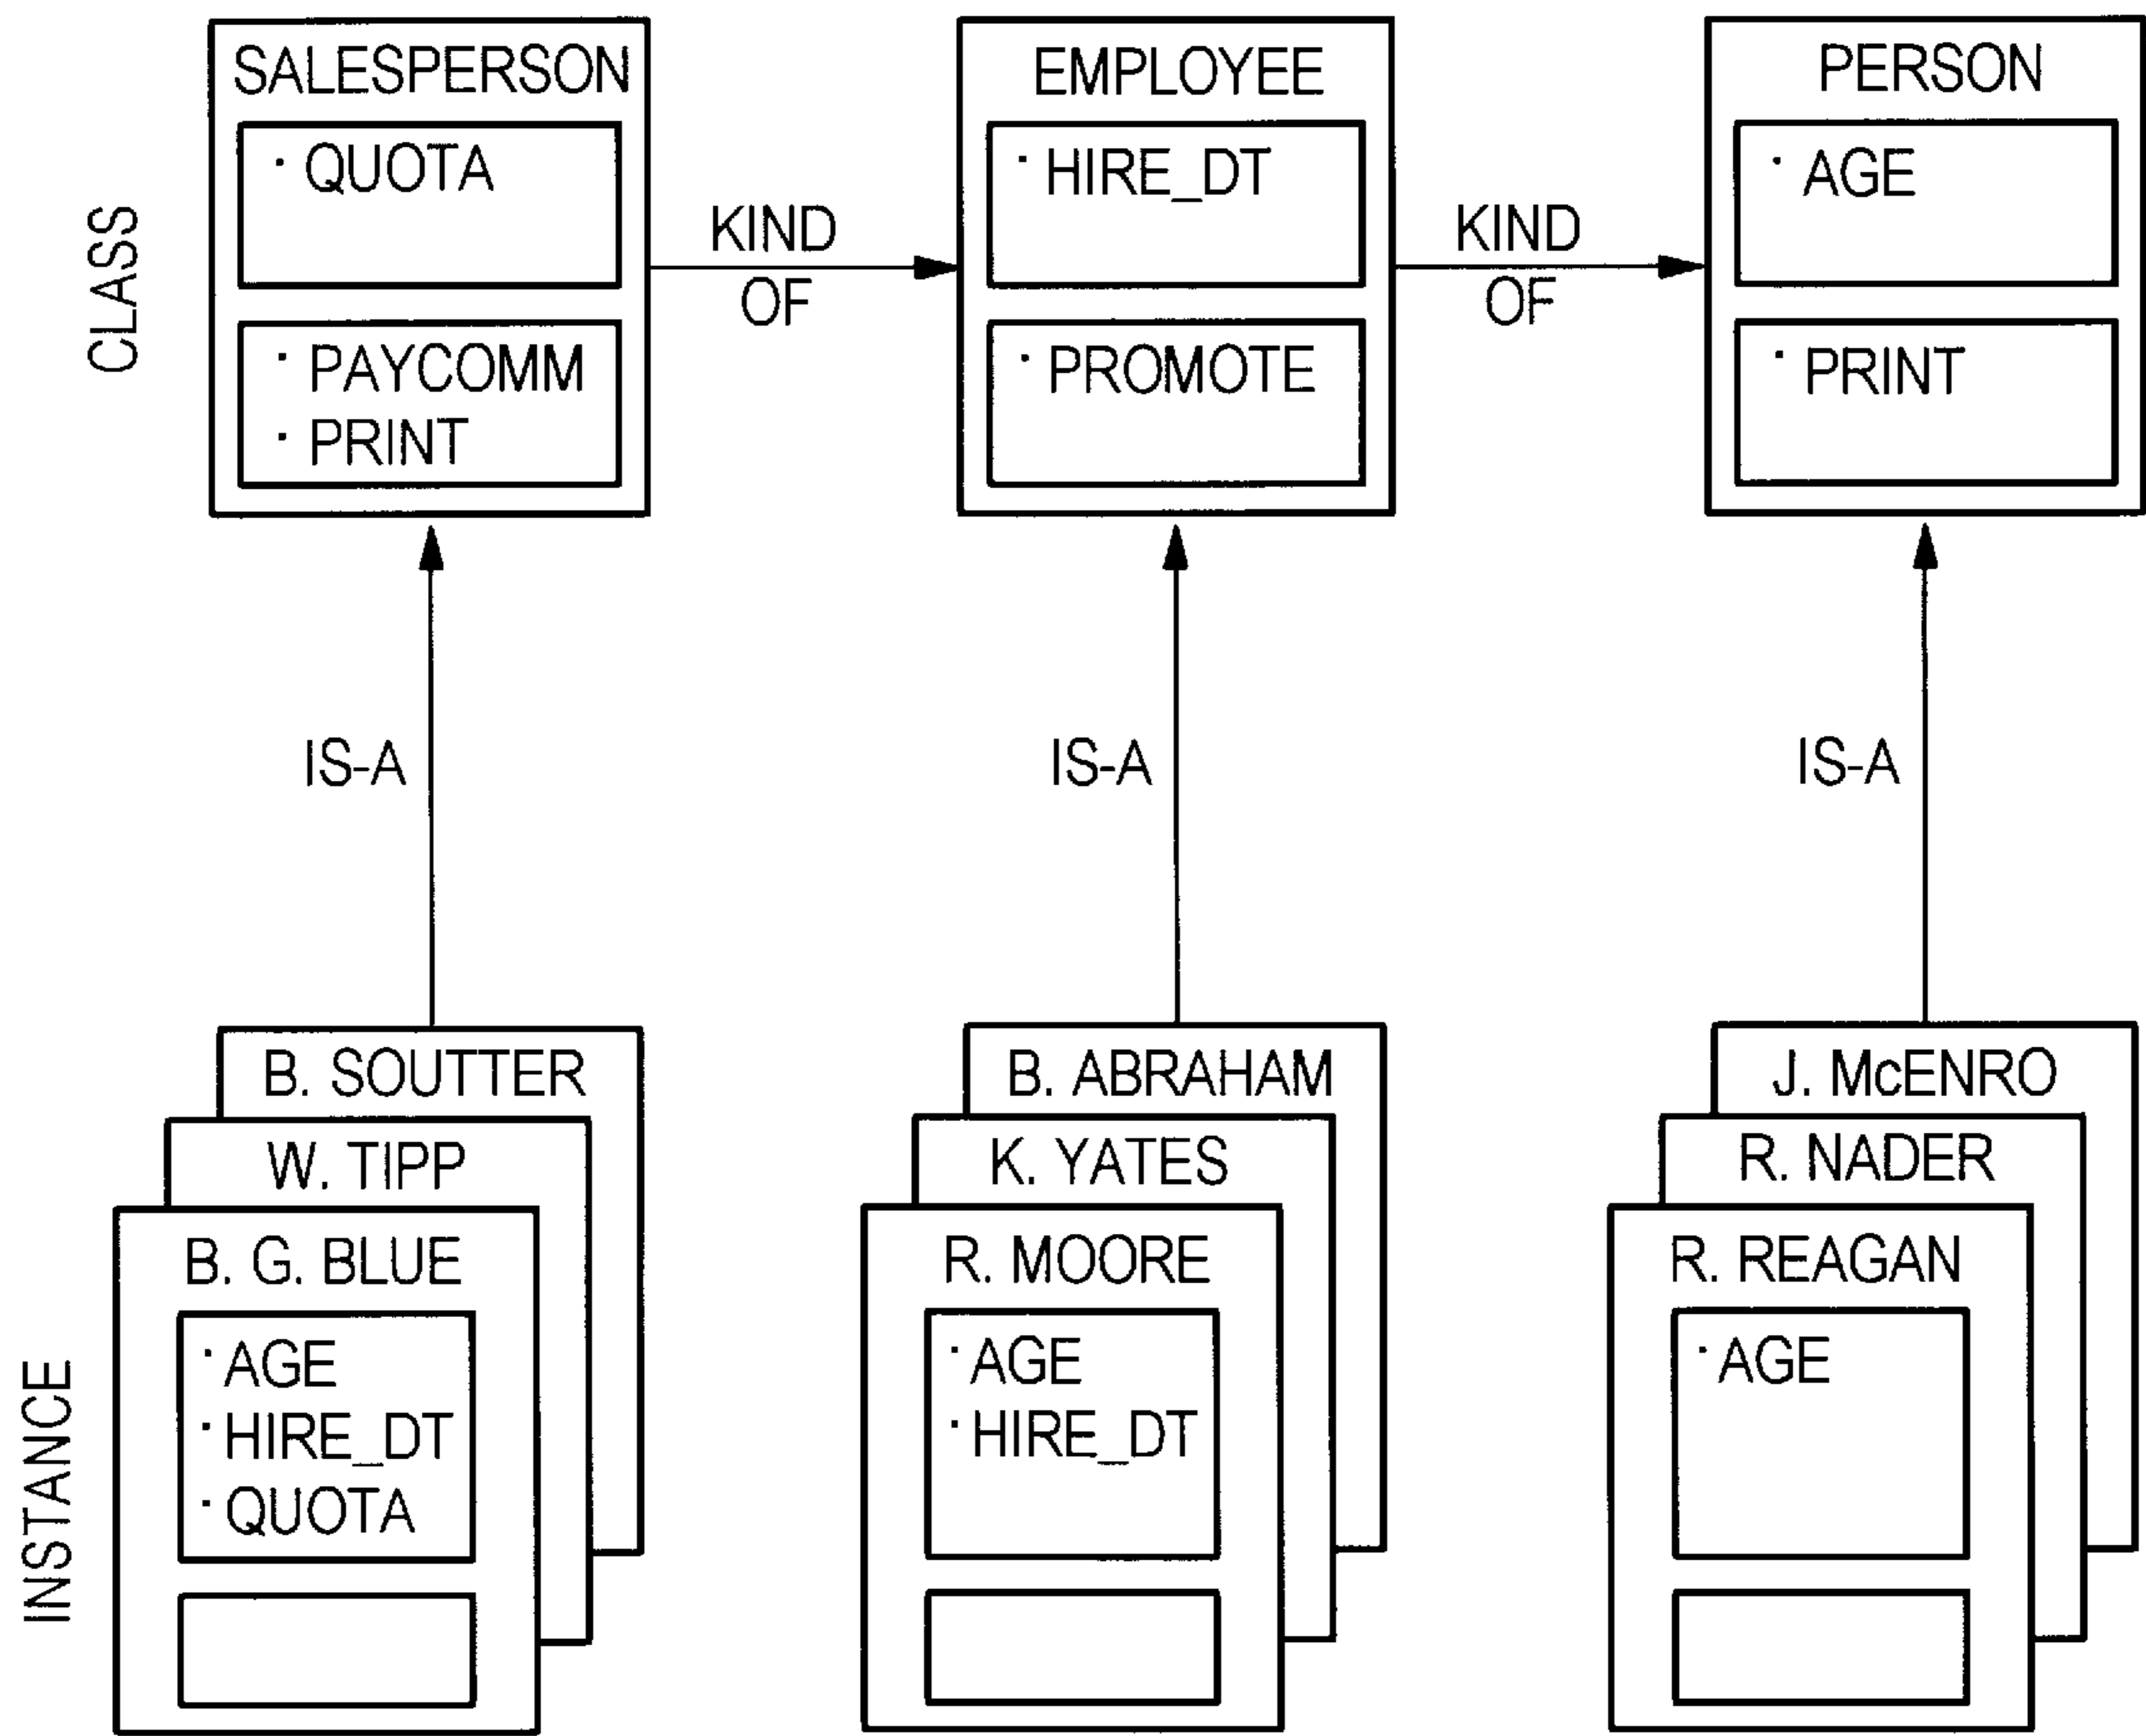 CLASS
SALESPERSON
· QUOTA
· PAYCOMM
· PRINT
KIND
OF
EMPLOYEE
· HIRE_DT
· PROMOTE
KIND
OF
PERSON
· AGE
· PRINT
IS-A
IS-A
IS-A
INSTANCE
B. SOUTTER
W. TIPP
B. G. BLUE
· AGE
· HIRE_DT
· QUOTA
B. ABRAHAM
K. YATES
R. MOORE
· AGE
· HIRE_DT
J. McENRO
R. NADER
R. REAGAN
· AGE